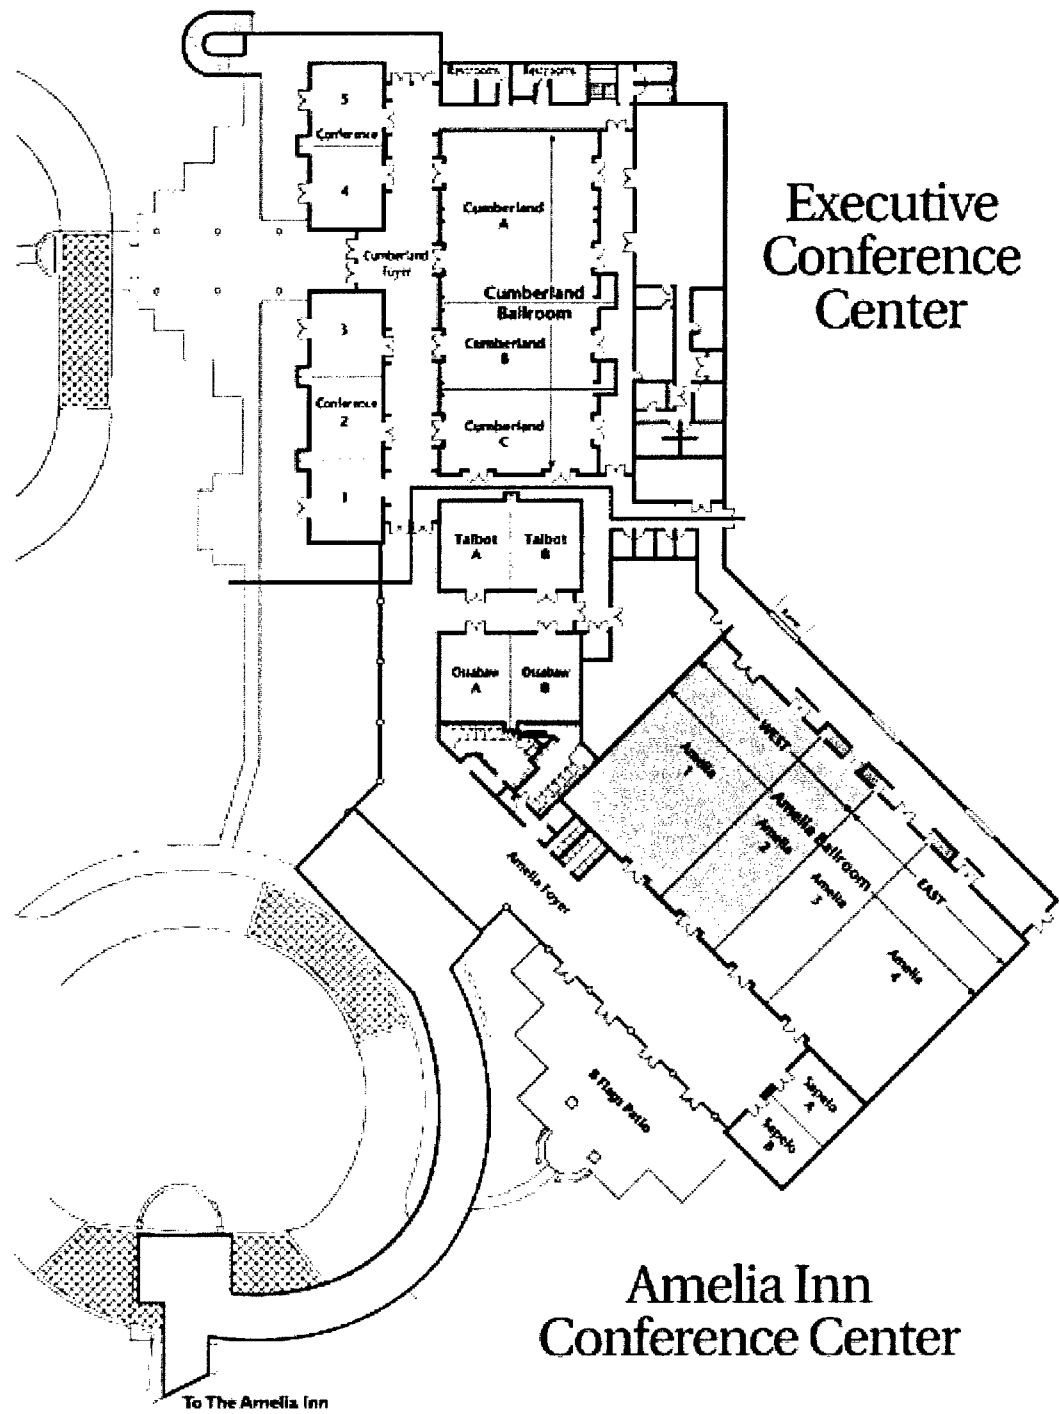 Restrooms
Restrooms
5
Conference
4
Executive
Conference
Center
Cumberland
A
Cumberland
Foyer
Cumberland
Ballroom
3
Cumberland
B
Conference
2
Cumberland
C
1
Talbot
A
Talbot
B
Ossabaw
A
Ossabaw
B
WEST
Amelia
1
Amelia Ballroom
Amelia
2
Amelia
3
EAST
Amelia
4
Amelia Foyer
8 Flags Patio
Sapelo
A
Sapelo
B
Amelia Inn
Conference Center
To The Amelia Inn